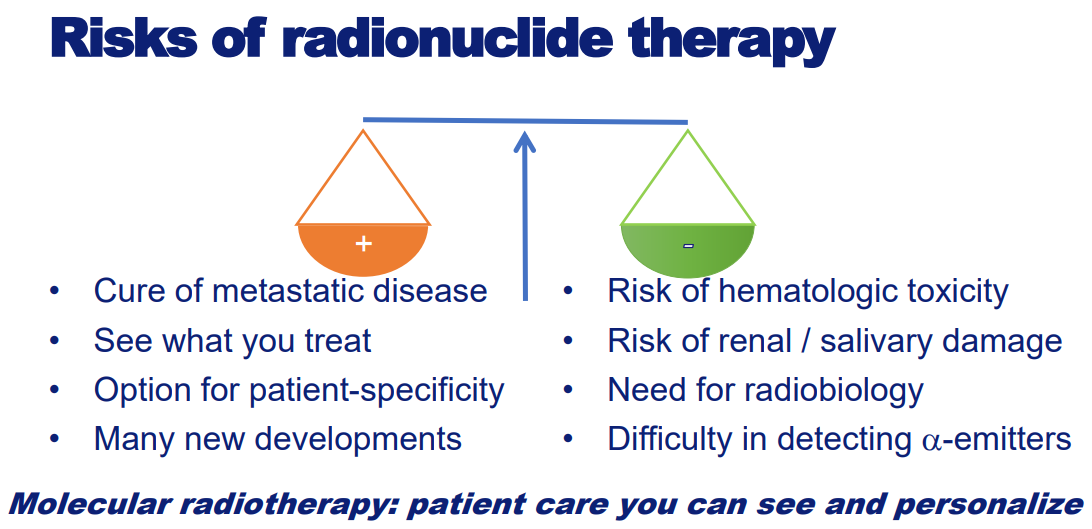 Risks of radionuclide therapy
+
-
• Cure of metastatic disease
• See what you treat
• Option for patient-specificity
• Many new developments
• Risk of hematologic toxicity
• Risk of renal / salivary damage
• Need for radiobiology
• Difficulty in detecting α-emitters
Molecular radiotherapy: patient care you can see and personalize